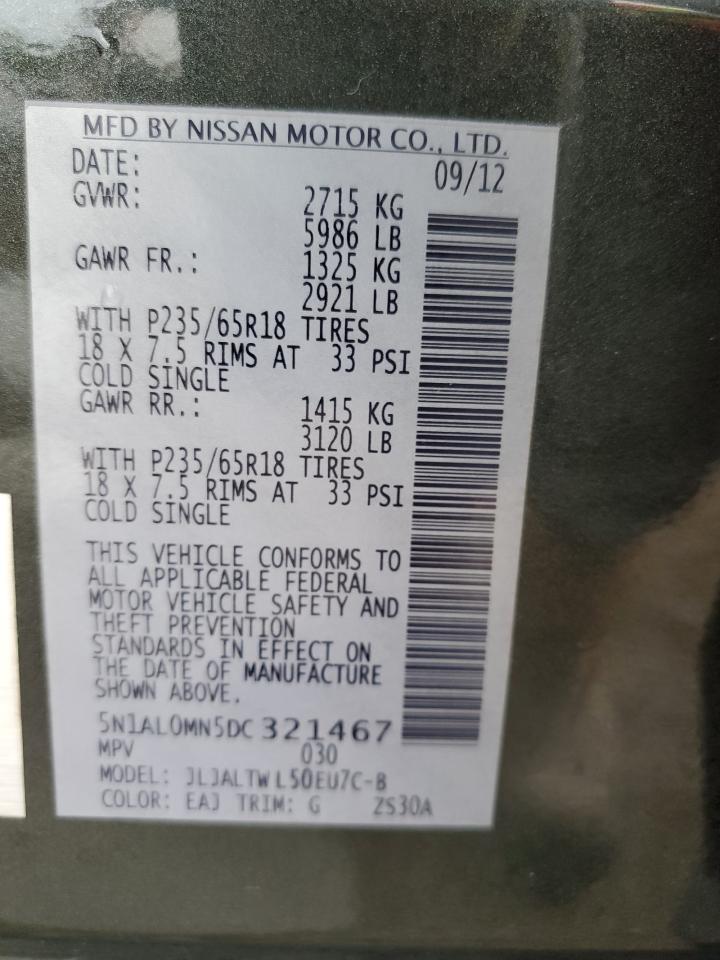 MFD BY NISSAN MOTOR CO., LTD.
DATE: 09/12
GVWR: 2715 KG
5986 LB
GAWR FR.: 1325 KG
2921 LB
WITH P235/65R18 TIRES
18 X 7.5 RIMS AT 33 PSI
COLD SINGLE
GAWR RR.: 1415 KG
3120 LB
WITH P235/65R18 TIRES
18 X 7.5 RIMS AT 33 PSI
COLD SINGLE
THIS VEHICLE CONFORMS TO
ALL APPLICABLE FEDERAL
MOTOR VEHICLE SAFETY AND
THEFT PREVENTION
STANDARDS IN EFFECT ON
THE DATE OF MANUFACTURE
SHOWN ABOVE.
5N1AL0MN5DC321467
MPV 030
MODEL: JLJALTWL50EU7C-B
COLOR: EAJ TRIM: G ZS30A